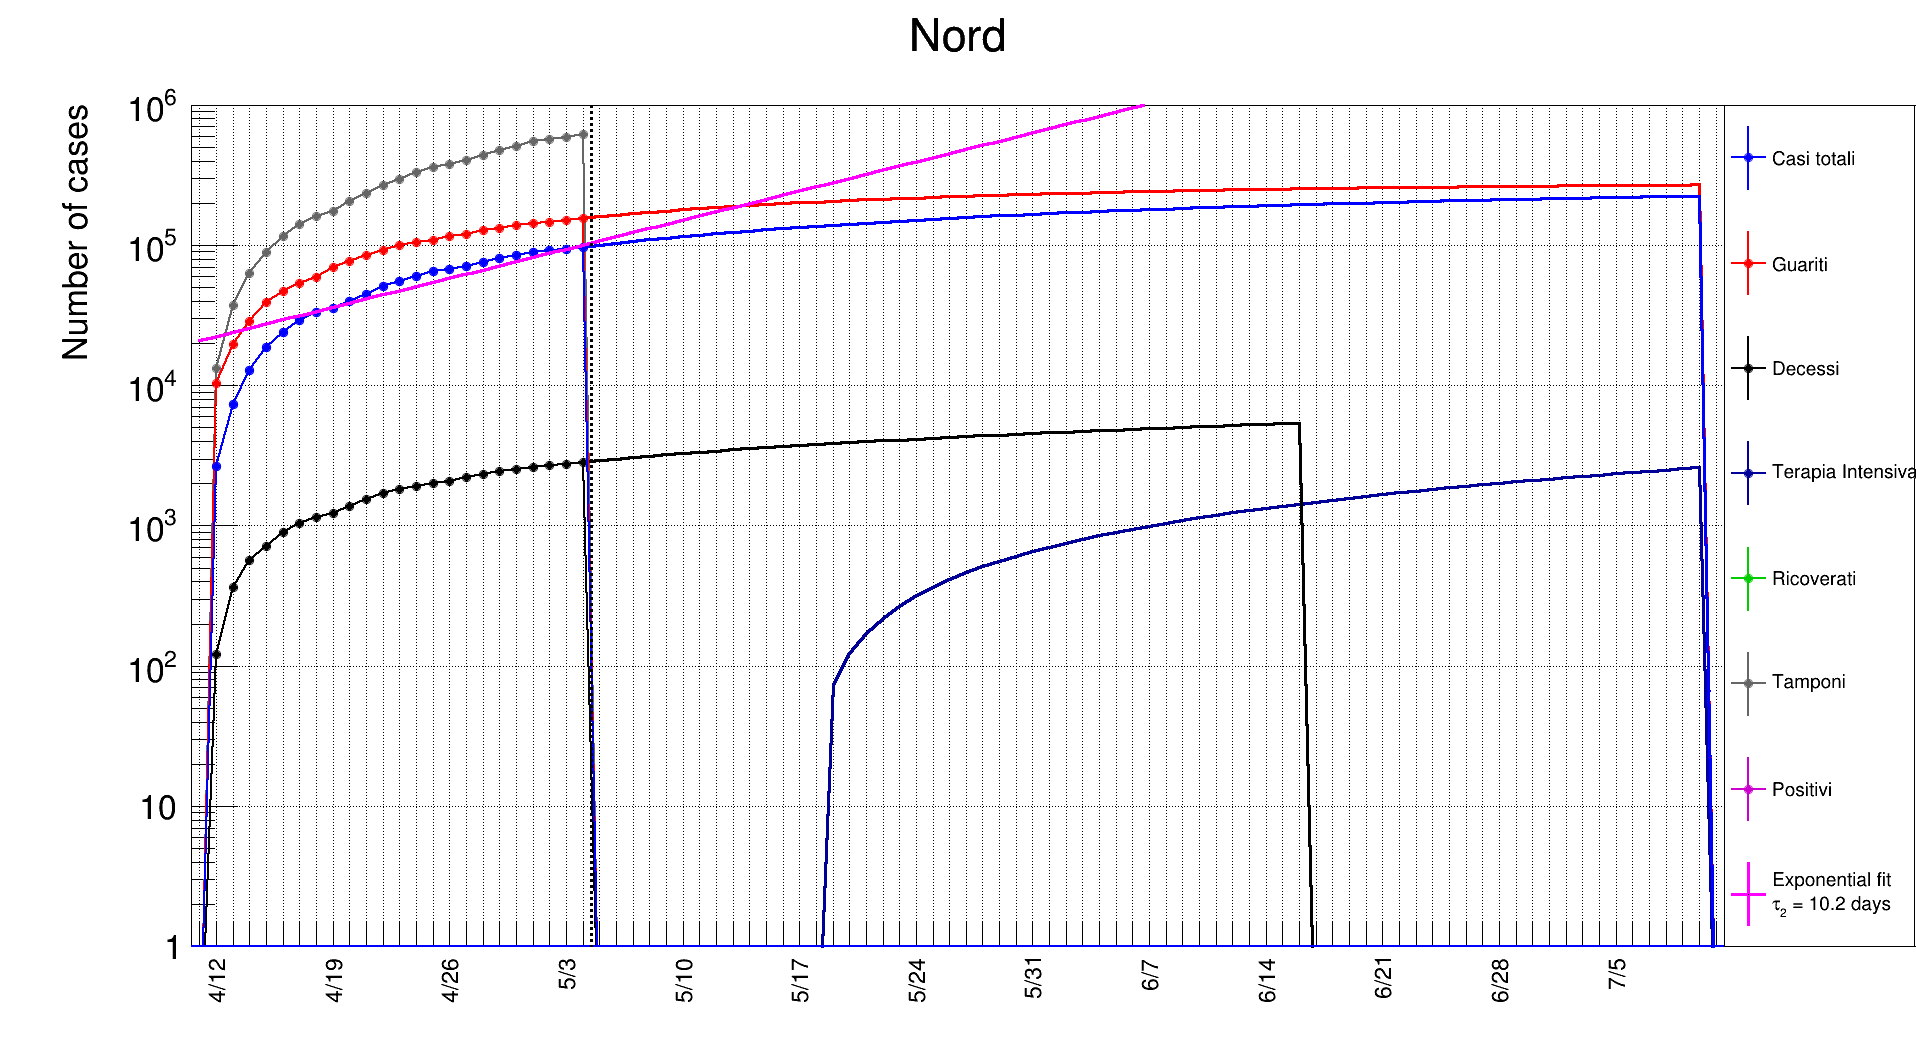 Nord
Number of cases
10^6
10^5
10^4
10^3
10^2
10
1
4/12
4/19
4/26
5/3
5/10
5/17
5/24
5/31
6/7
6/14
6/21
6/28
7/5
Casi totali
Guariti
Decessi
Terapia Intensiva
Ricoverati
Tamponi
Positivi
Exponential fit
τ_2 = 10.2 days